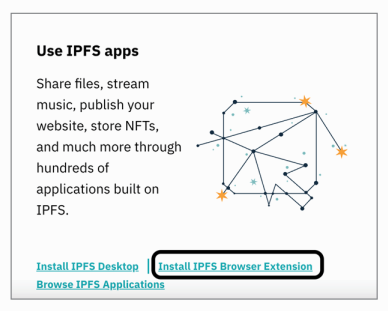 Use IPFS apps
Share files, stream
music, publish your
website, store NFTs,
and much more through
hundreds of
applications built on
IPFS.
Install IPFS Desktop | Install IPFS Browser Extension
Browse IPFS Applications